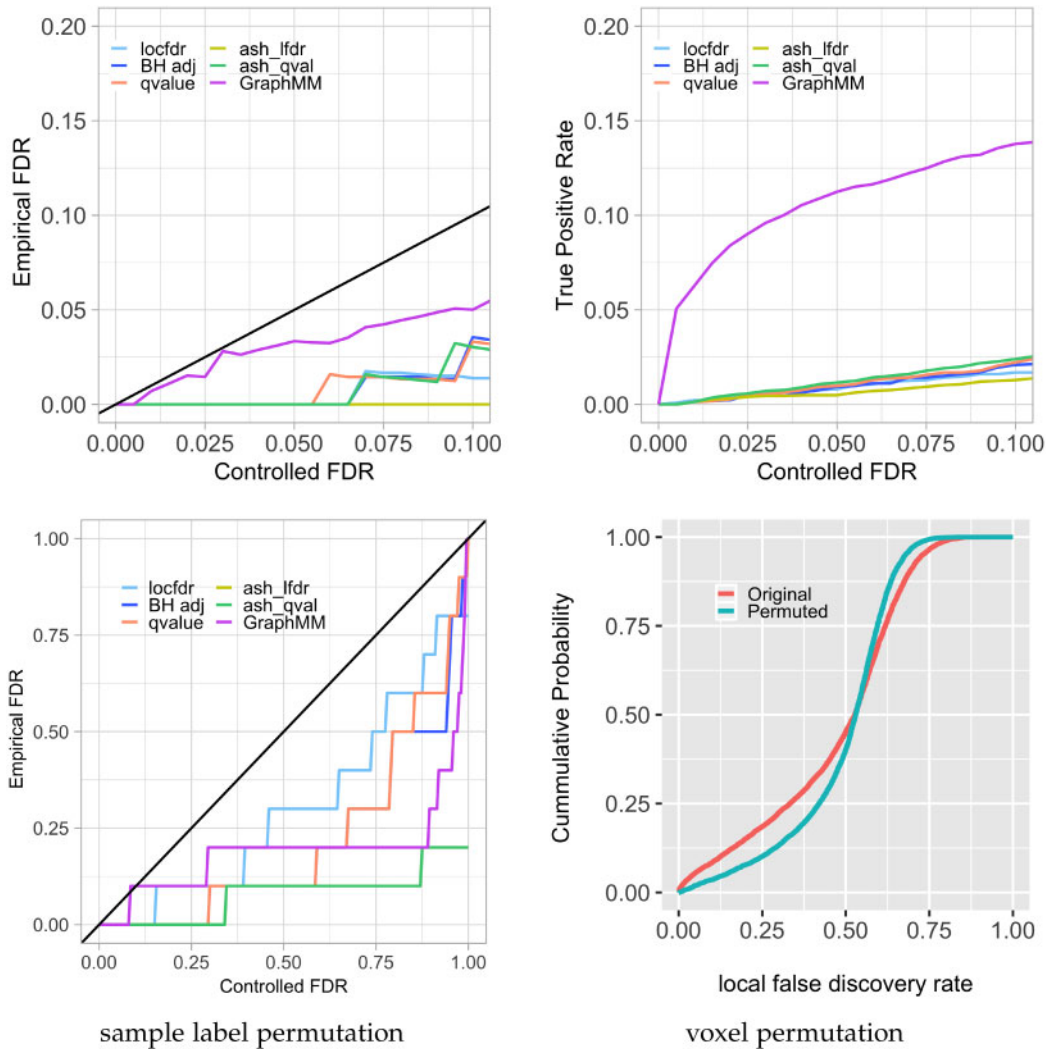 0.20
0.15
0.10
0.05
0.00
Empirical FDR
locfdr ash_lfdr
BH adj ash_qval
qvalue GraphMM
0.000 0.025 0.050 0.075 0.100
Controlled FDR
0.20
0.15
0.10
0.05
0.00
True Positive Rate
locfdr ash_lfdr
BH adj ash_qval
qvalue GraphMM
0.000 0.025 0.050 0.075 0.100
Controlled FDR
1.00
0.75
0.50
0.25
0.00
Empirical FDR
locfdr ash_lfdr
BH adj ash_qval
qvalue GraphMM
0.00 0.25 0.50 0.75 1.00
Controlled FDR
sample label permutation
1.00
0.75
0.50
0.25
0.00
Cummulative Probability
Original
Permuted
0.00 0.25 0.50 0.75 1.00
local false discovery rate
voxel permutation